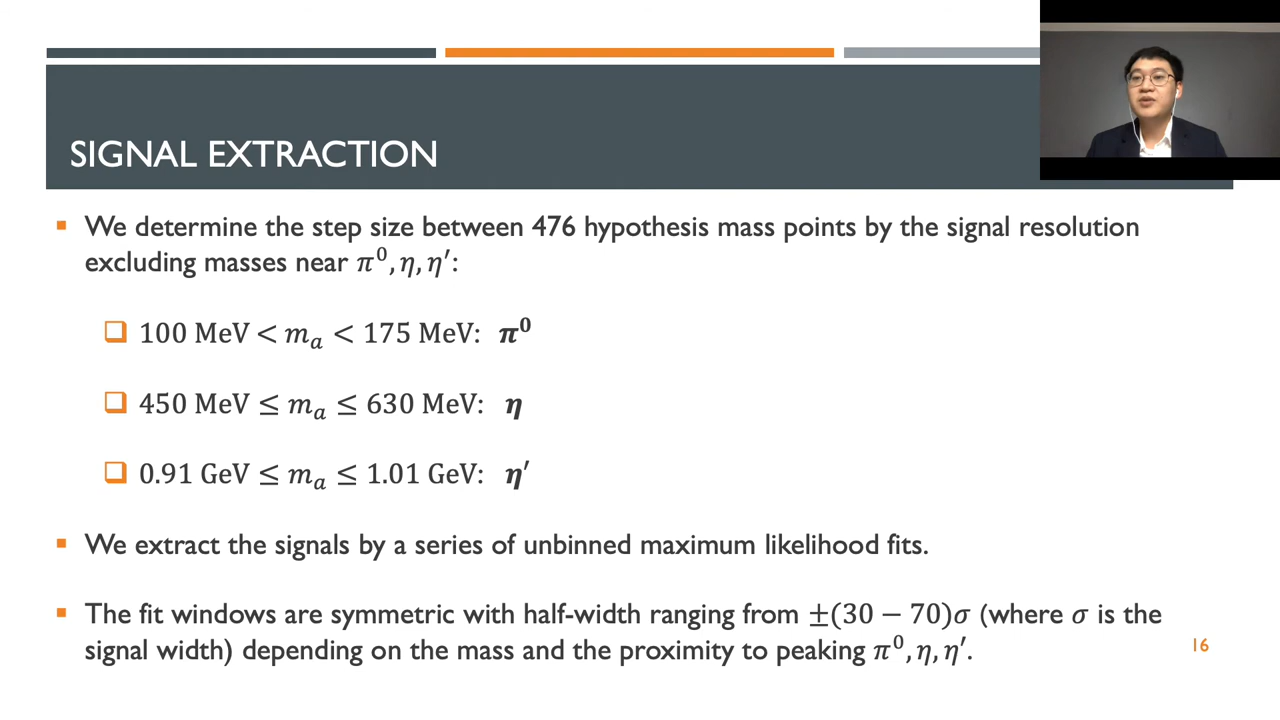 SIGNAL EXTRACTION
We determine the step size between 476 hypothesis mass points by the signal resolution
excluding masses near π⁰, η, η′:
100 MeV < mₐ < 175 MeV: π⁰
450 MeV ≤ mₐ ≤ 630 MeV: η
0.91 GeV ≤ mₐ ≤ 1.01 GeV: η′
We extract the signals by a series of unbinned maximum likelihood fits.
The fit windows are symmetric with half-width ranging from ±(30 − 70)σ (where σ is the
signal width) depending on the mass and the proximity to peaking π⁰, η, η′.
16